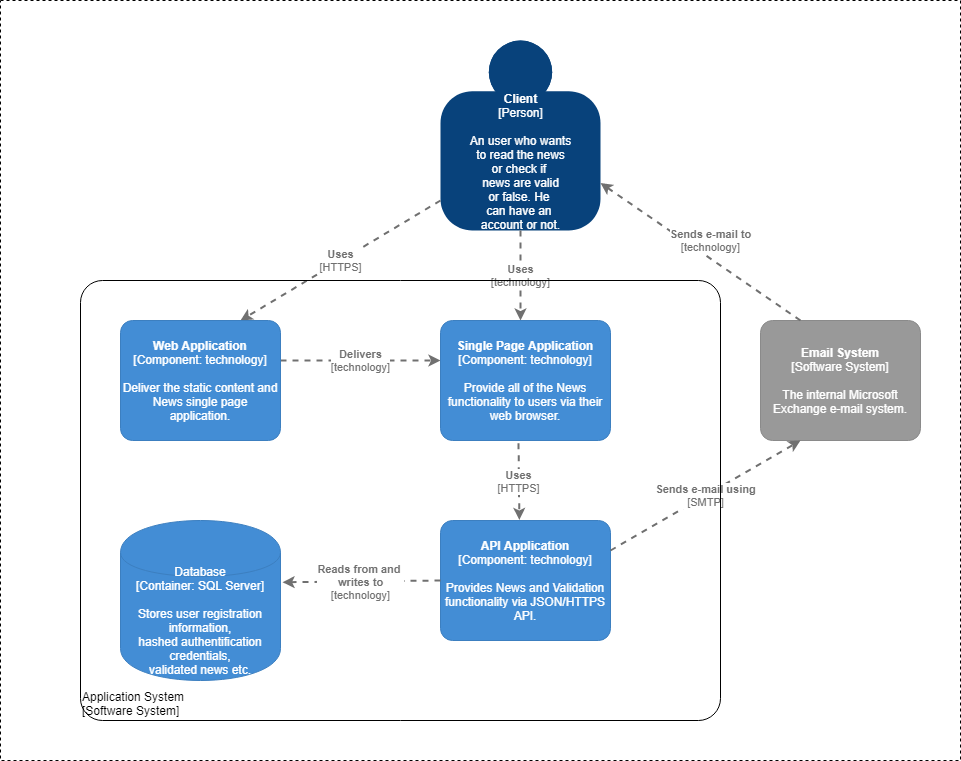 Client
[Person]
An user who wants
to read the news
or check if
news are valid
or false. He
can have an
account or not.
Sends e-mail to
[technology]
Uses
[HTTPS]
Uses
[technology]
Web Application
[Component: technology]
Deliver the static content and
News single page
application.
Delivers
[technology]
Single Page Application
[Component: technology]
Provide all of the News
functionality to users via their
web browser.
Email System
[Software System]
The internal Microsoft
Exchange e-mail system.
Uses
[HTTPS]
Sends e-mail using
[SMTP]
Database
[Container: SQL Server]
Stores user registration
information,
hashed authentification
credentials,
validated news etc.
Reads from and
writes to
[technology]
API Application
[Component: technology]
Provides News and Validation
functionality via JSON/HTTPS
API.
Application System
[Software System]